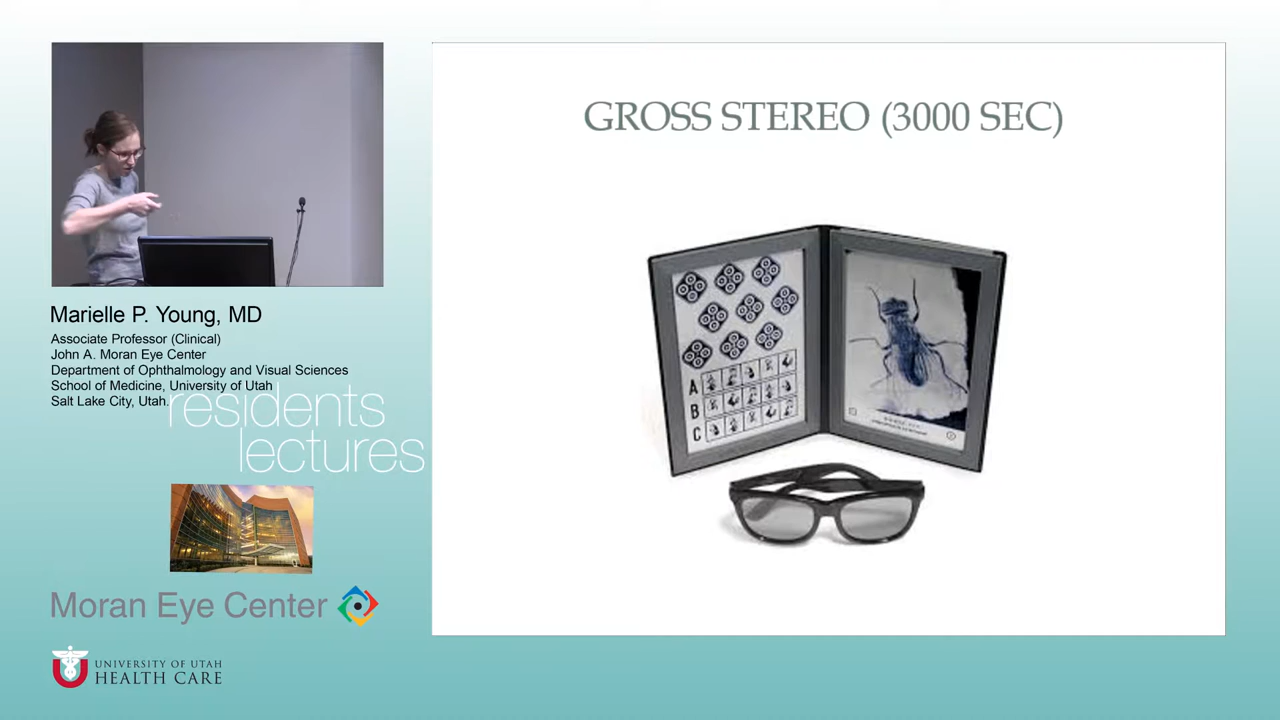 GROSS STEREO (3000 SEC)
A
B
C
Marielle P. Young, MD
Associate Professor (Clinical)
John A. Moran Eye Center
Department of Ophthalmology and Visual Sciences
School of Medicine, University of Utah
Salt Lake City, Utah.
residents
lectures
Moran Eye Center
UNIVERSITY OF UTAH
HEALTH CARE